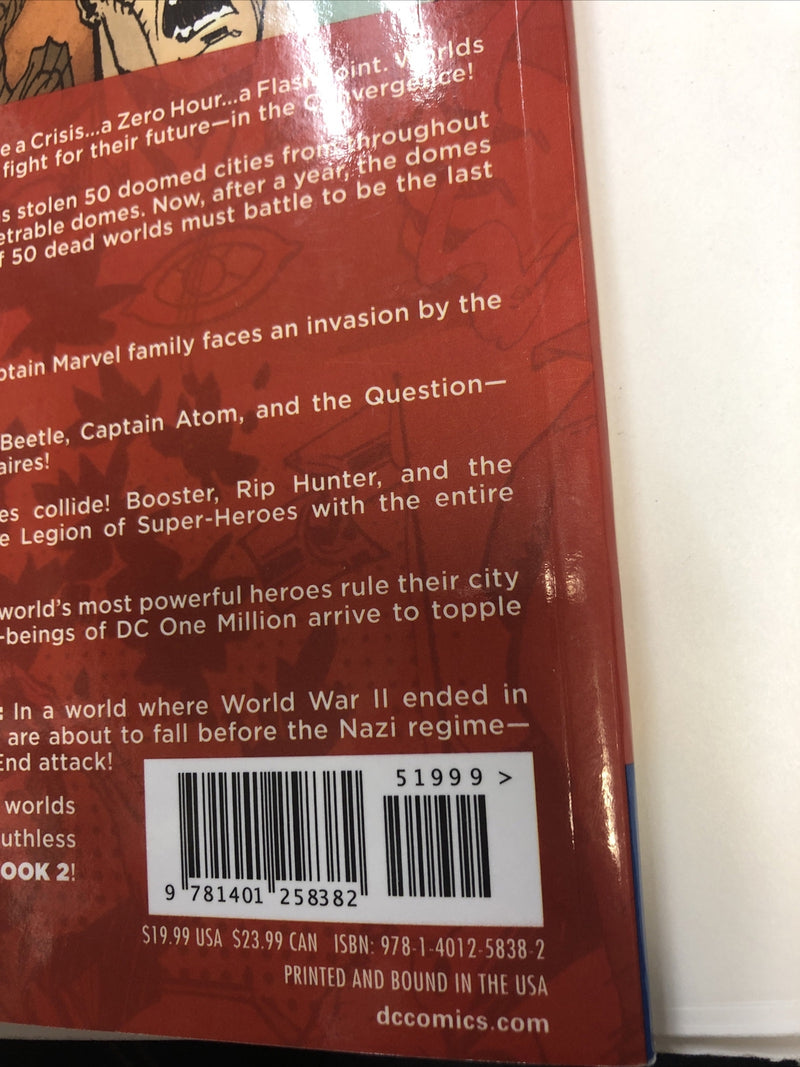 e a Crisis...a Zero Hour...a Flashpoint. Worlds
fight for their future—in the Convergence!
s stolen 50 doomed cities from throughout
etrable domes. Now, after a year, the domes
f 50 dead worlds must battle to be the last
ptain Marvel family faces an invasion by the
Beetle, Captain Atom, and the Question—
aires!
es collide! Booster, Rip Hunter, and the
e Legion of Super-Heroes with the entire
world's most powerful heroes rule their city
-beings of DC One Million arrive to topple
: In a world where World War II ended in
are about to fall before the Nazi regime—
End attack!
worlds
uthless
OOK 2!
51999 >
9 781401 258382
$19.99 USA $23.99 CAN ISBN: 978-1-4012-5838-2
PRINTED AND BOUND IN THE USA
dccomics.com